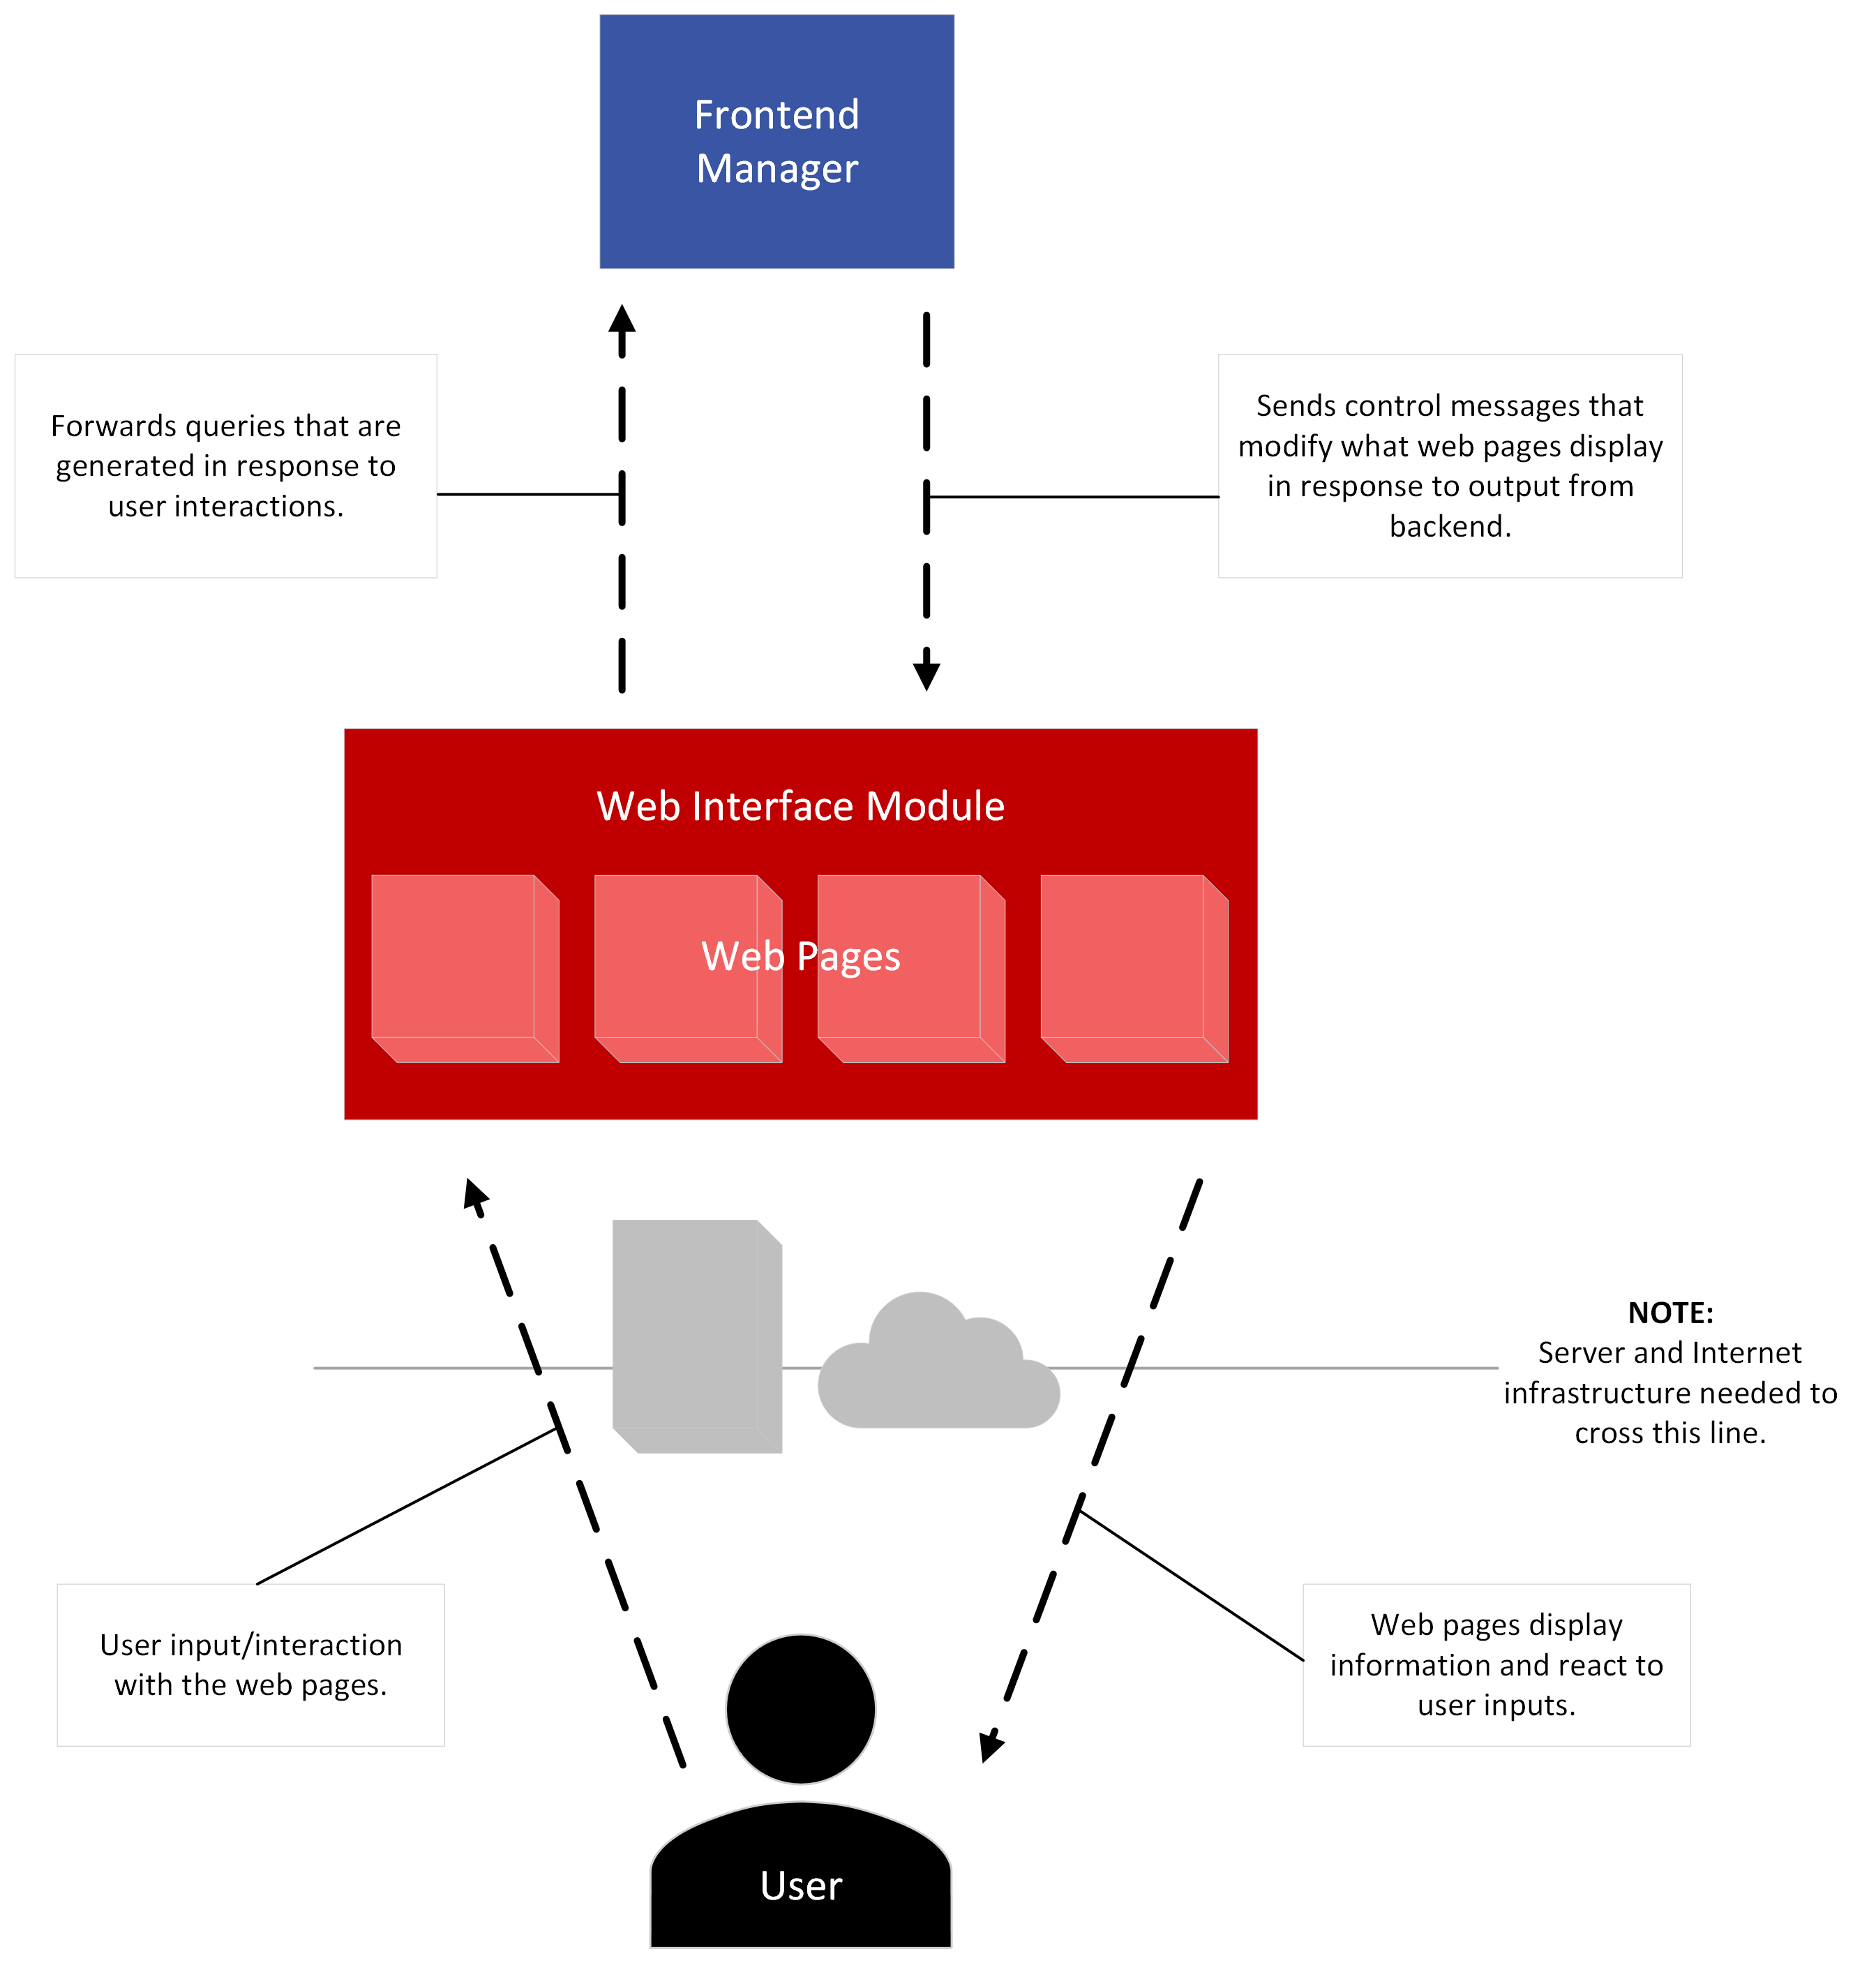 Frontend
Manager
Forwards queries that are
generated in response to
user interactions.
Sends control messages that
modify what web pages display
in response to output from
backend.
Web Interface Module
Web Pages
NOTE:
Server and Internet
infrastructure needed to
cross this line.
User input/interaction
with the web pages.
Web pages display
information and react to
user inputs.
User